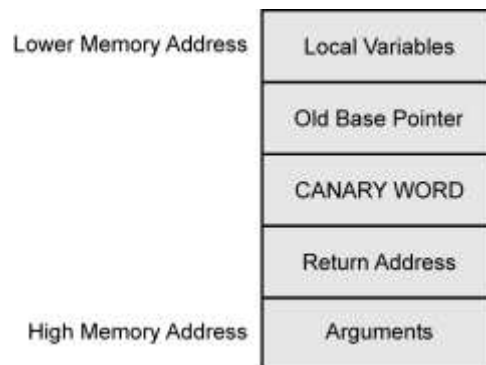 Lower Memory Address
Local Variables
Old Base Pointer
CANARY WORD
Return Address
High Memory Address
Arguments